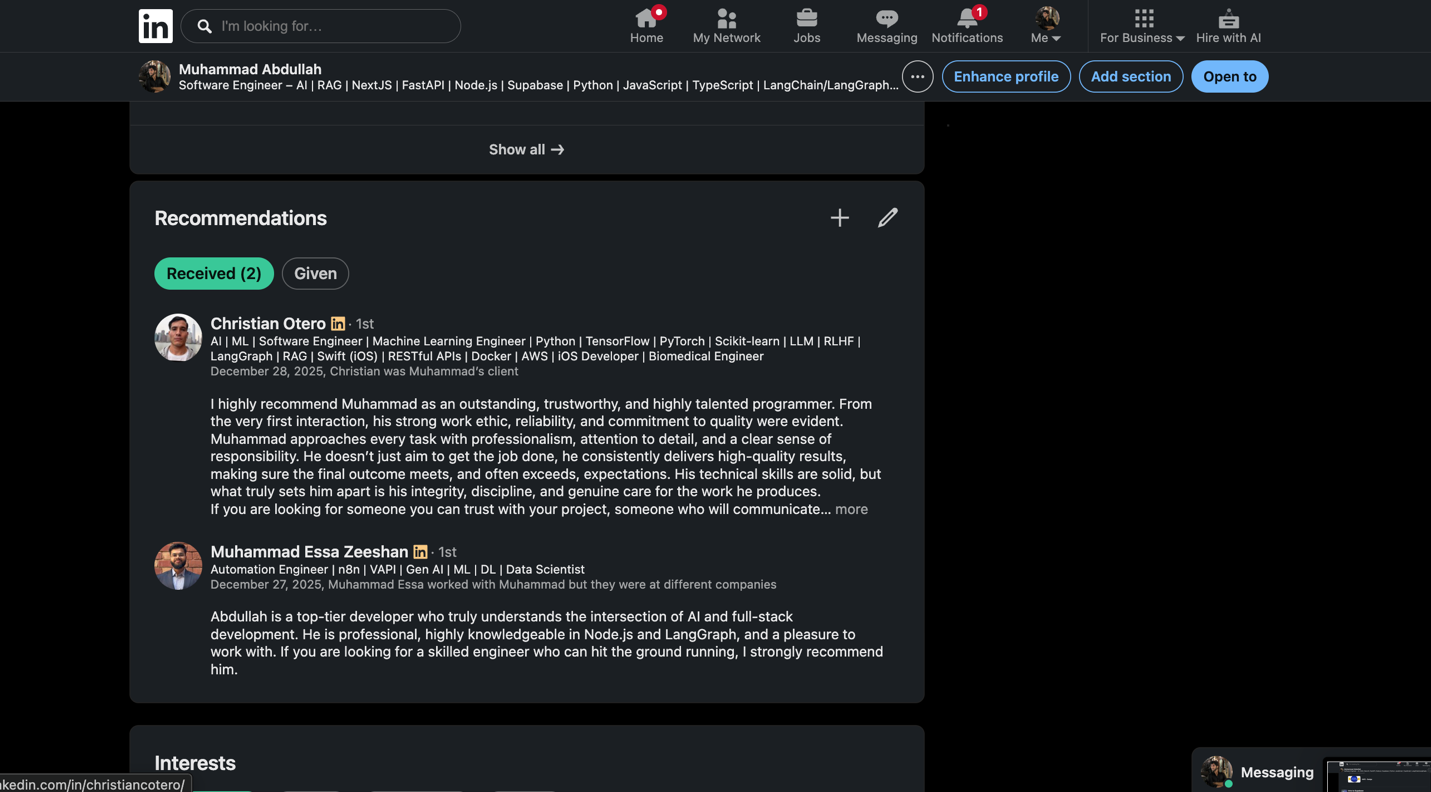 in
I'm looking for...
Home
My Network
Jobs
Messaging
1
Notifications
Me
For Business
Hire with AI
Muhammad Abdullah
Software Engineer – AI | RAG | NextJS | FastAPI | Node.js | Supabase | Python | JavaScript | TypeScript | LangChain/LangGraph...
Enhance profile
Add section
Open to
Show all →
Recommendations
Received (2)
Given
Christian Otero in · 1st
AI | ML | Software Engineer | Machine Learning Engineer | Python | TensorFlow | PyTorch | Scikit-learn | LLM | RLHF |
LangGraph | RAG | Swift (iOS) | RESTful APIs | Docker | AWS | iOS Developer | Biomedical Engineer
December 28, 2025, Christian was Muhammad's client
I highly recommend Muhammad as an outstanding, trustworthy, and highly talented programmer. From
the very first interaction, his strong work ethic, reliability, and commitment to quality were evident.
Muhammad approaches every task with professionalism, attention to detail, and a clear sense of
responsibility. He doesn't just aim to get the job done, he consistently delivers high-quality results,
making sure the final outcome meets, and often exceeds, expectations. His technical skills are solid, but
what truly sets him apart is his integrity, discipline, and genuine care for the work he produces.
If you are looking for someone you can trust with your project, someone who will communicate... more
Muhammad Essa Zeeshan in · 1st
Automation Engineer | n8n | VAPI | Gen AI | ML | DL | Data Scientist
December 27, 2025, Muhammad Essa worked with Muhammad but they were at different companies
Abdullah is a top-tier developer who truly understands the intersection of AI and full-stack
development. He is professional, highly knowledgeable in Node.js and LangGraph, and a pleasure to
work with. If you are looking for a skilled engineer who can hit the ground running, I strongly recommend
him.
Interests
Messaging
nkedin.com/in/christiancotero/